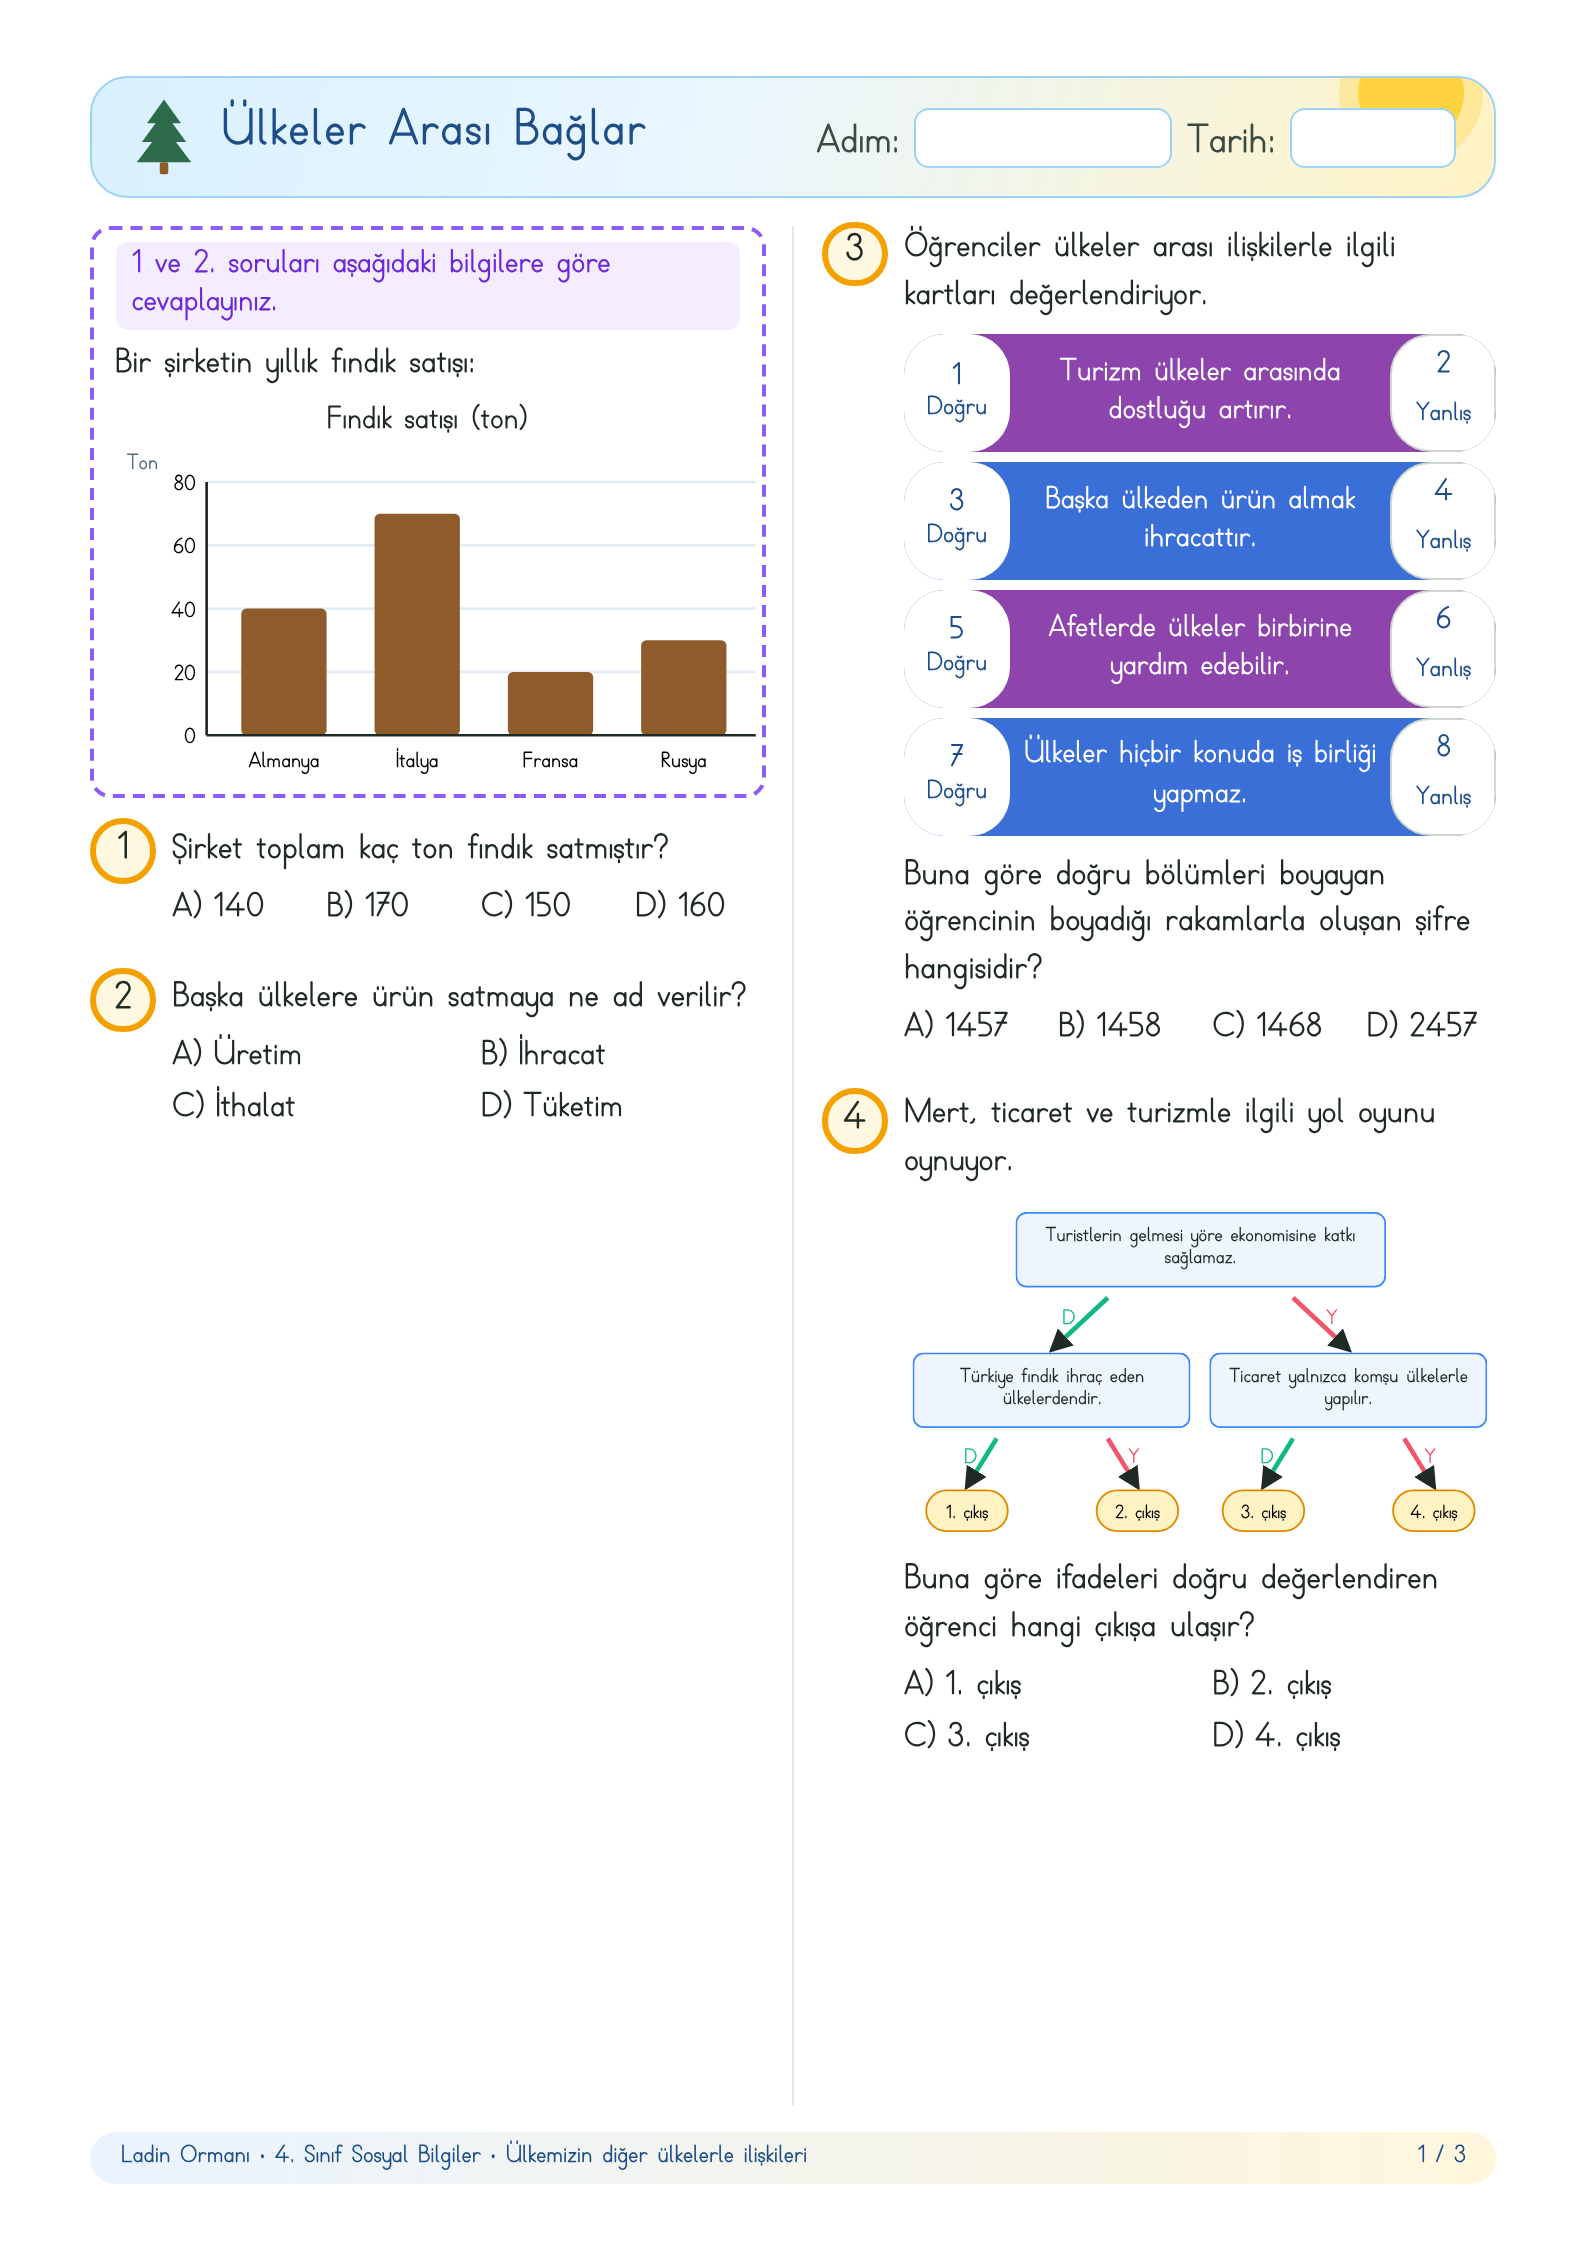 Ülkeler Arası Bağlar
Adım:
Tarih:
1 ve 2. soruları aşağıdaki bilgilere göre
cevaplayınız.
Bir şirketin yıllık fındık satışı:
Fındık satışı (ton)
Ton
80
60
40
20
0
Almanya İtalya Fransa Rusya
1 Şirket toplam kaç ton fındık satmıştır?
A) 140 B) 170 C) 150 D) 160
2 Başka ülkelere ürün satmaya ne ad verilir?
A) Üretim B) İhracat
C) İthalat D) Tüketim
3 Öğrenciler ülkeler arası ilişkilerle ilgili
kartları değerlendiriyor.
1 Doğru
Turizm ülkeler arasında
dostluğu artırır.
2 Yanlış
3 Doğru
Başka ülkeden ürün almak
ihracattır.
4 Yanlış
5 Doğru
Afetlerde ülkeler birbirine
yardım edebilir.
6 Yanlış
7 Doğru
Ülkeler hiçbir konuda iş birliği
yapmaz.
8 Yanlış
Buna göre doğru bölümleri boyayan
öğrencinin boyadığı rakamlarla oluşan şifre
hangisidir?
A) 1457 B) 1458 C) 1468 D) 2457
4 Mert, ticaret ve turizmle ilgili yol oyunu
oynuyor.
Turistlerin gelmesi yöre ekonomisine katkı
sağlamaz.
D Y
Türkiye fındık ihraç eden
ülkelerdendir.
Ticaret yalnızca komşu ülkelerle
yapılır.
D Y D Y
1. çıkış 2. çıkış 3. çıkış 4. çıkış
Buna göre ifadeleri doğru değerlendiren
öğrenci hangi çıkışa ulaşır?
A) 1. çıkış B) 2. çıkış
C) 3. çıkış D) 4. çıkış
Ladin Ormanı • 4. Sınıf Sosyal Bilgiler • Ülkemizin diğer ülkelerle ilişkileri
1 / 3